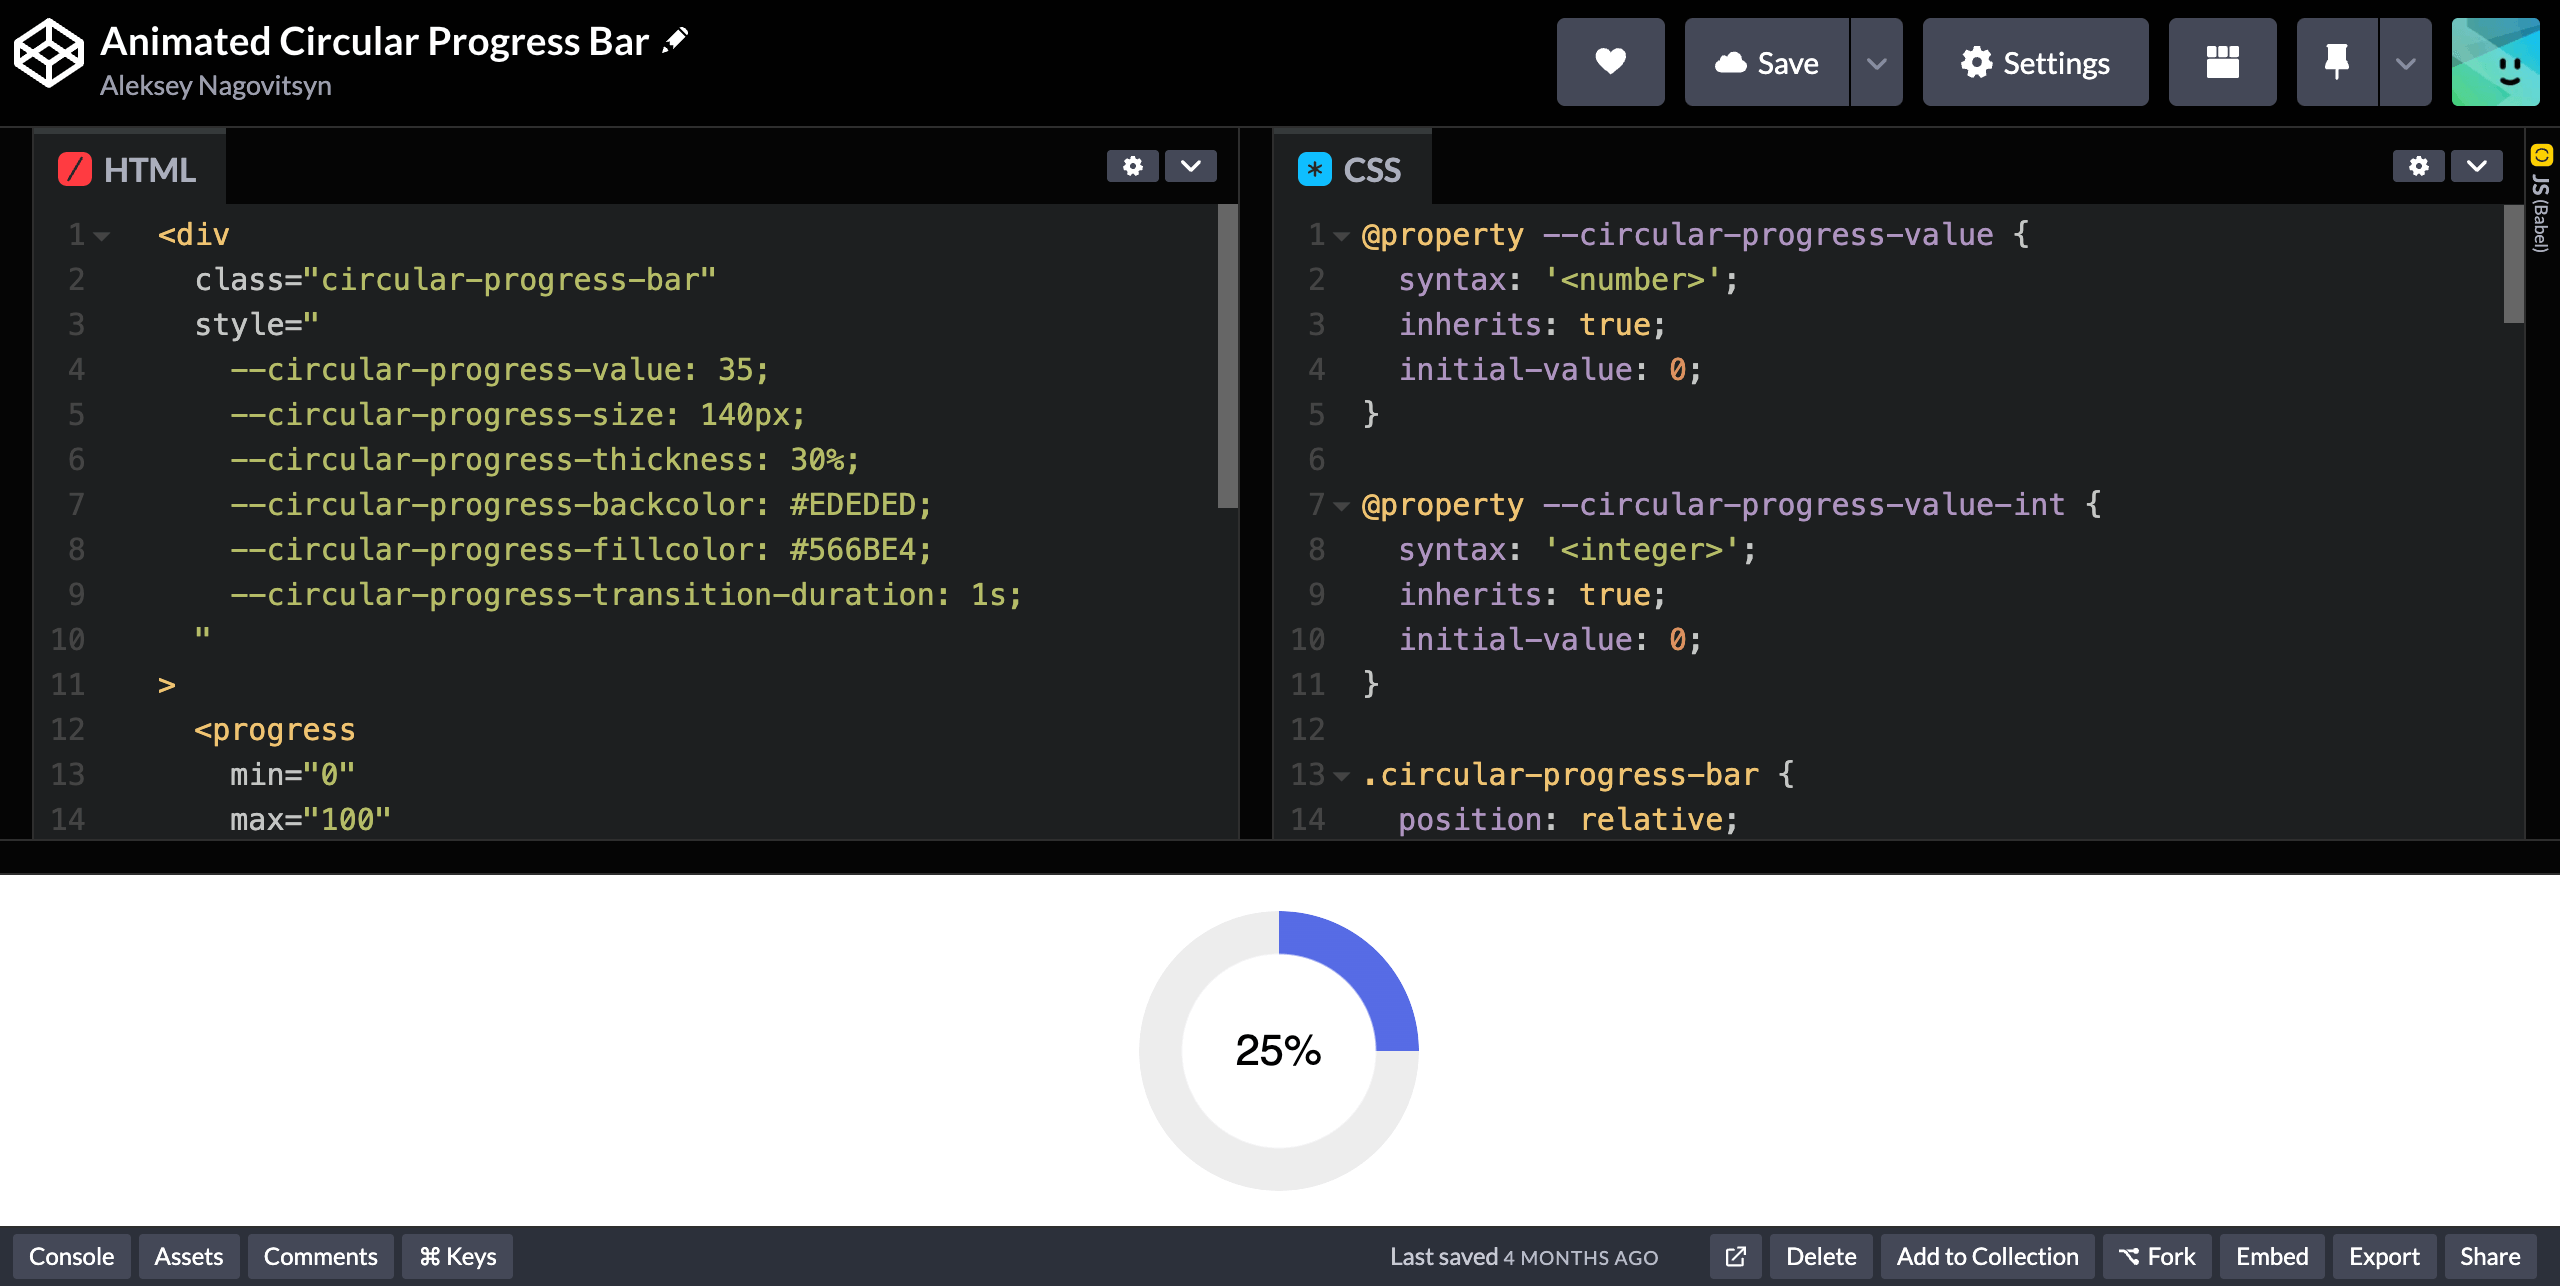 Animated Circular Progress Bar
Aleksey Nagovitsyn
Save
Settings
HTML
1 <div
2 class="circular-progress-bar"
3 style="
4 --circular-progress-value: 35;
5 --circular-progress-size: 140px;
6 --circular-progress-thickness: 30%;
7 --circular-progress-backcolor: #EDEDED;
8 --circular-progress-fillcolor: #566BE4;
9 --circular-progress-transition-duration: 1s;
10 "
11 >
12 <progress
13 min="0"
14 max="100"
CSS
1 @property --circular-progress-value {
2 syntax: '<number>';
3 inherits: true;
4 initial-value: 0;
5 }
6
7 @property --circular-progress-value-int {
8 syntax: '<integer>';
9 inherits: true;
10 initial-value: 0;
11 }
12
13 .circular-progress-bar {
14 position: relative;
JS (Babel)
25%
Console Assets Comments ⌘ Keys Last saved 4 MONTHS AGO Delete Add to Collection Fork Embed Export Share